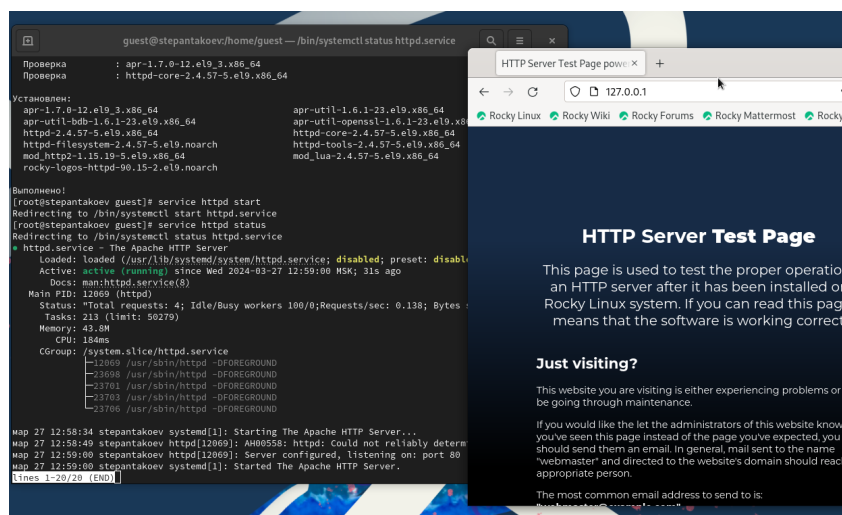 guest@stepantakoev:/home/guest — /bin/systemctl status httpd.service
Проверка : apr-1.7.0-12.el9_3.x86_64
Проверка : httpd-core-2.4.57-5.el9.x86_64
Установлен:
apr-1.7.0-12.el9_3.x86_64 apr-util-1.6.1-23.el9.x86_64
apr-util-bdb-1.6.1-23.el9.x86_64 apr-util-openssl-1.6.1-23.el9.x8
httpd-2.4.57-5.el9.x86_64 httpd-core-2.4.57-5.el9.x86_64
httpd-filesystem-2.4.57-5.el9.noarch httpd-tools-2.4.57-5.el9.x86_64
mod_http2-1.15.19-5.el9.x86_64 mod_lua-2.4.57-5.el9.x86_64
rocky-logos-httpd-90.15-2.el9.noarch
Выполнено!
[root@stepantakoev guest]# service httpd start
Redirecting to /bin/systemctl start httpd.service
[root@stepantakoev guest]# service httpd status
Redirecting to /bin/systemctl status httpd.service
● httpd.service - The Apache HTTP Server
Loaded: loaded (/usr/lib/systemd/system/httpd.service; disabled; preset: disabl
Active: active (running) since Wed 2024-03-27 12:59:00 MSK; 31s ago
Docs: man:httpd.service(8)
Main PID: 12069 (httpd)
Status: "Total requests: 4; Idle/Busy workers 100/0;Requests/sec: 0.138; Bytes
Tasks: 213 (limit: 50279)
Memory: 43.8M
CPU: 184ms
CGroup: /system.slice/httpd.service
├─12069 /usr/sbin/httpd -DFOREGROUND
├─23698 /usr/sbin/httpd -DFOREGROUND
├─23701 /usr/sbin/httpd -DFOREGROUND
├─23703 /usr/sbin/httpd -DFOREGROUND
└─23706 /usr/sbin/httpd -DFOREGROUND
мар 27 12:58:34 stepantakoev systemd[1]: Starting The Apache HTTP Server...
мар 27 12:58:49 stepantakoev httpd[12069]: AH00558: httpd: Could not reliably determ
мар 27 12:59:00 stepantakoev httpd[12069]: Server configured, listening on: port 80
мар 27 12:59:00 stepantakoev systemd[1]: Started The Apache HTTP Server.
lines 1-20/20 (END)
HTTP Server Test Page powe
127.0.0.1
Rocky Linux Rocky Wiki Rocky Forums Rocky Mattermost Rocky
HTTP Server Test Page
This page is used to test the proper operatio
an HTTP server after it has been installed o
Rocky Linux system. If you can read this pag
means that the software is working correct
Just visiting?
This website you are visiting is either experiencing problems or
be going through maintenance.
If you would like the let the administrators of this website know
you've seen this page instead of the page you've expected, you
should send them an email. In general, mail sent to the name
"webmaster" and directed to the website's domain should reac
appropriate person.
The most common email address to send to is:
"webmaster@example.com"